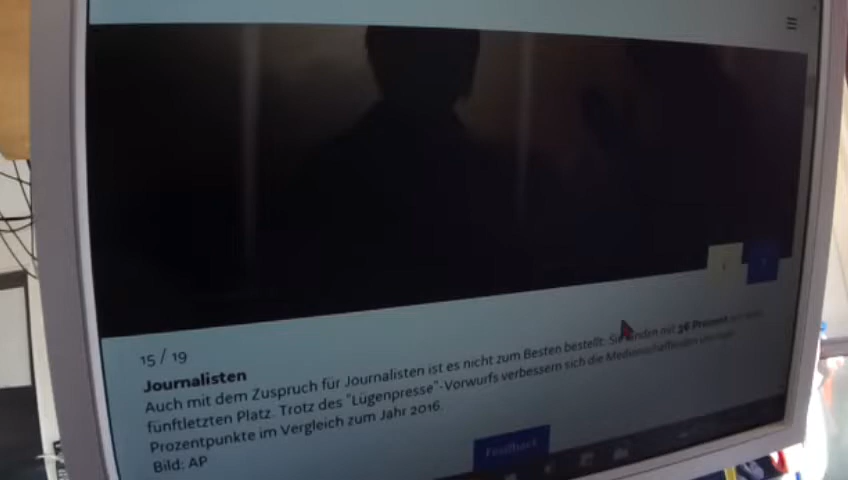 15 / 19
Journalisten
Auch mit dem Zuspruch für Journalisten ist es nicht zum Besten bestellt: Sie landen mit 36 Prozent
fünftletzten Platz. Trotz des "Lügenpresse"-Vorwurfs verbessern sich die Medienschaffenden
Prozentpunkte im Vergleich zum Jahr 2016.
Bild: AP
Feedback